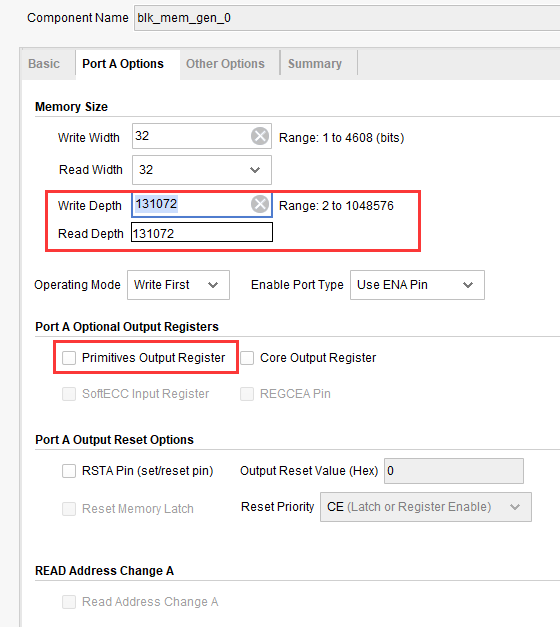 Component Name blk_mem_gen_0
Basic Port A Options Other Options Summary
Memory Size
Write Width 32 Range: 1 to 4608 (bits)
Read Width 32
Write Depth 131072 Range: 2 to 1048576
Read Depth 131072
Operating Mode Write First Enable Port Type Use ENA Pin
Port A Optional Output Registers
Primitives Output Register Core Output Register
SoftECC Input Register REGCEA Pin
Port A Output Reset Options
RSTA Pin (set/reset pin) Output Reset Value (Hex) 0
Reset Memory Latch Reset Priority CE (Latch or Register Enable)
READ Address Change A
Read Address Change A